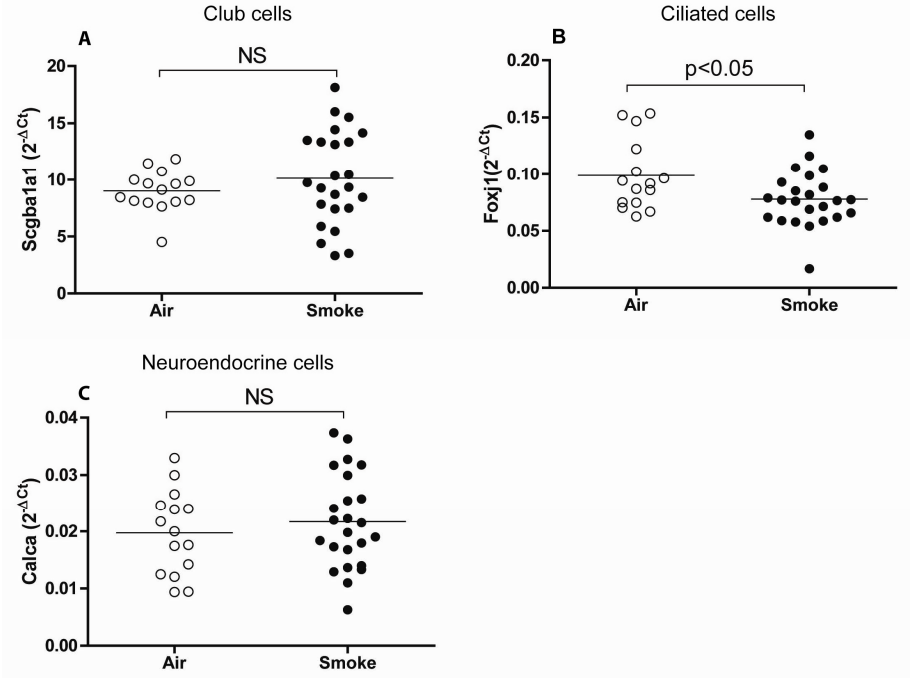 Club cells
A
NS
Scgba1a1 (2-ΔCt)
20
15
10
5
0
Air
Smoke
Ciliated cells
B
p<0.05
Foxj1(2-ΔCt)
0.20
0.15
0.10
0.05
0.00
Air
Smoke
Neuroendocrine cells
C
NS
Calca (2-ΔCt)
0.04
0.03
0.02
0.01
0.00
Air
Smoke